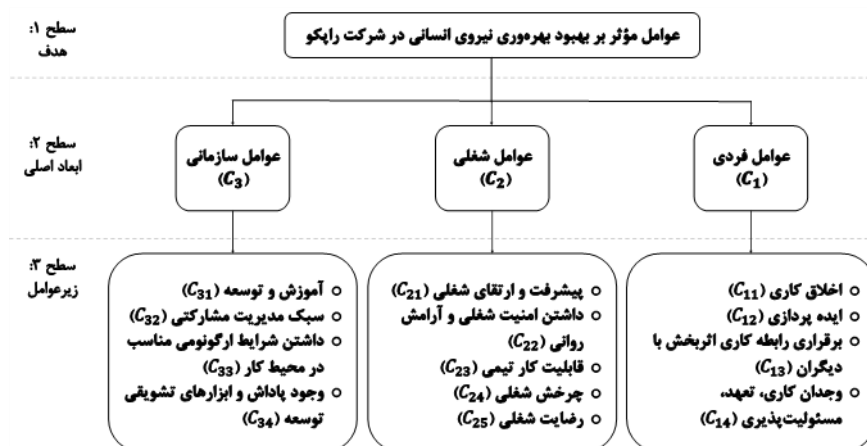 سطح ۱:
هدف
عوامل مؤثر بر بهبود بهره‌وری نیروی انسانی در شرکت راپکو
سطح ۲:
ابعاد اصلی
عوامل فردی
(C₁)
عوامل شغلی
(C₂)
عوامل سازمانی
(C₃)
سطح ۳:
زیرعوامل
○ اخلاق کاری (C₁₁)
○ ایده پردازی (C₁₂)
○ برقراری رابطه کاری اثربخش با
دیگران (C₁₃)
○ وجدان کاری، تعهد،
مسئولیت‌پذیری (C₁₄)
○ پیشرفت و ارتقای شغلی (C₂₁)
○ داشتن امنیت شغلی و آرامش
روانی (C₂₂)
○ قابلیت کار تیمی (C₂₃)
○ چرخش شغلی (C₂₄)
○ رضایت شغلی (C₂₅)
○ آموزش و توسعه (C₃₁)
○ سبک مدیریت مشارکتی (C₃₂)
○ داشتن شرایط ارگونومی مناسب
در محیط کار (C₃₃)
○ وجود پاداش و ابزارهای تشویقی
توسعه (C₃₄)